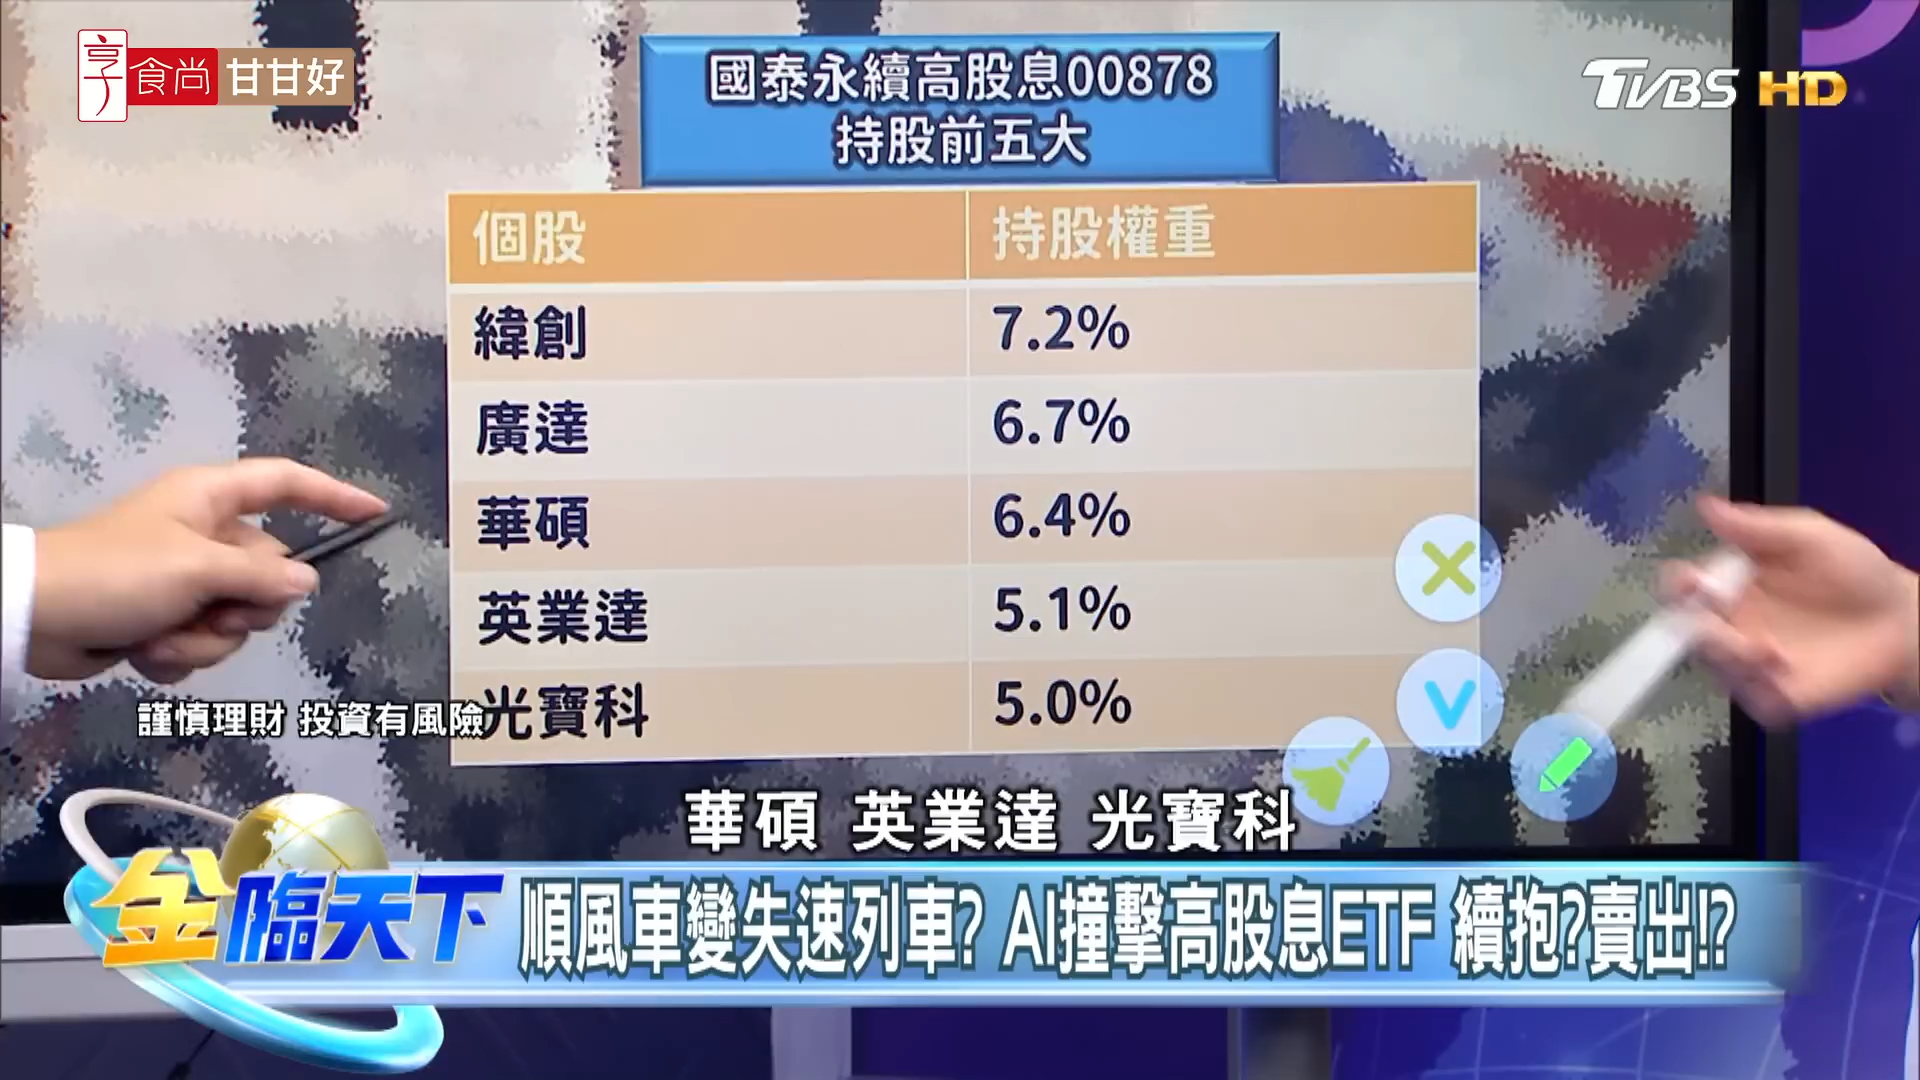 享食尚 甘甘好
TVBS HD
國泰永續高股息00878
持股前五大
個股 持股權重
緯創 7.2%
廣達 6.7%
華碩 6.4%
英業達 5.1%
光寶科 5.0%
謹慎理財 投資有風險
華碩 英業達 光寶科
金臨天下
順風車變失速列車? AI撞擊高股息ETF 續抱?賣出!?